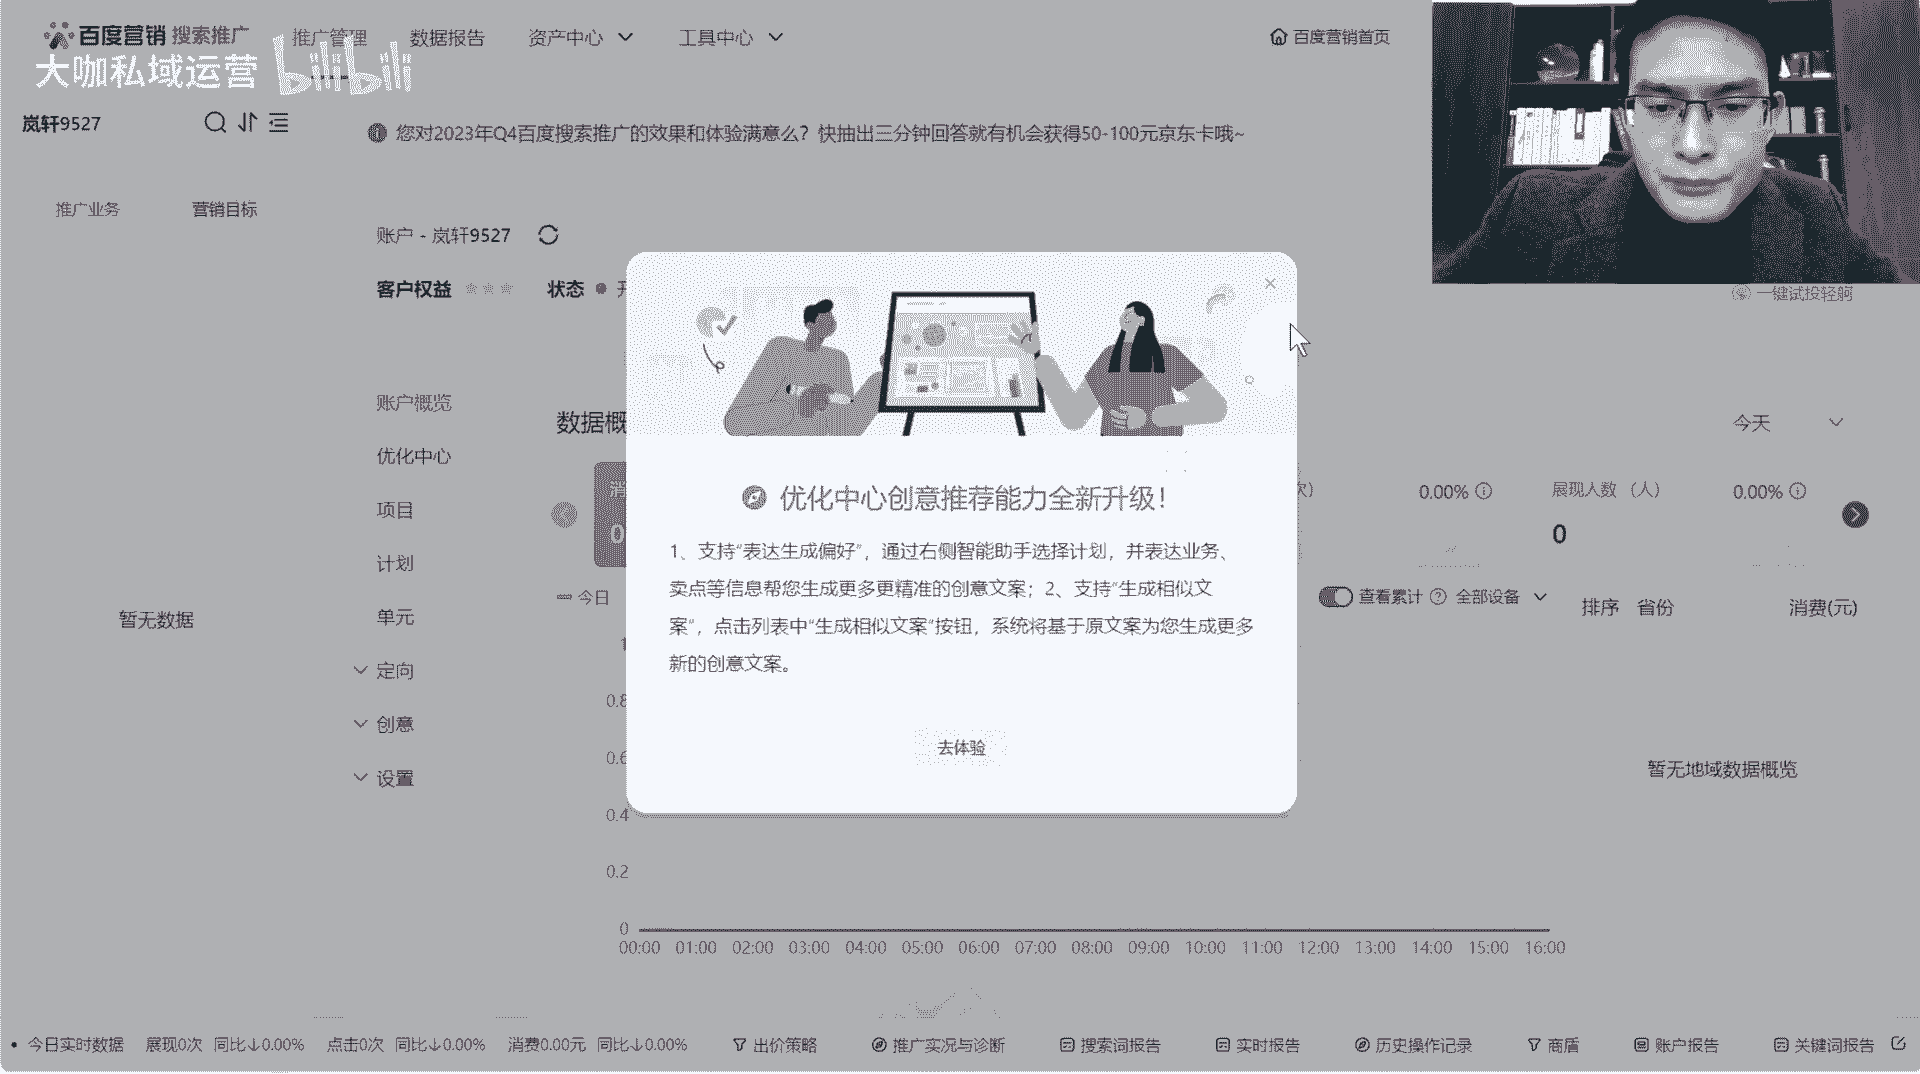 百度营销 搜索推广
推广管理
数据报告
资产中心
工具中心
百度营销首页
大咖私域运营 bilibili
岚轩9527
您对2023年Q4百度搜索推广的效果和体验满意么？快抽出三分钟回答就有机会获得50-100元京东卡哦~
推广业务
营销目标
账户 - 岚轩9527
客户权益
状态
一键试投轻舸
账户概览
数据概
今天
优化中心
优化中心创意推荐能力全新升级！
0.00%
展现人数（人）
0.00%
项目
0
0
1、支持“表达生成偏好”，通过右侧智能助手选择计划，并表达业务、
卖点等信息帮您生成更多更精准的创意文案；2、支持“生成相似文
案”，点击列表中“生成相似文案”按钮，系统将基于原文案为您生成更多
新的创意文案。
去体验
计划
今日
查看累计
全部设备
排序 省份
消费(元)
单元
暂无数据
1
定向
0.8
创意
0.6
设置
暂无地域数据概览
0.4
0.2
0
00:00 01:00 02:00 03:00 04:00 05:00 06:00 07:00 08:00 09:00 10:00 11:00 12:00 13:00 14:00 15:00 16:00
今日实时数据 展现0次 同比↓0.00% 点击0次 同比↓0.00% 消费0.00元 同比↓0.00% 出价策略 推广实况与诊断 搜索词报告 实时报告 历史操作记录 商盾 账户报告 关键词报告